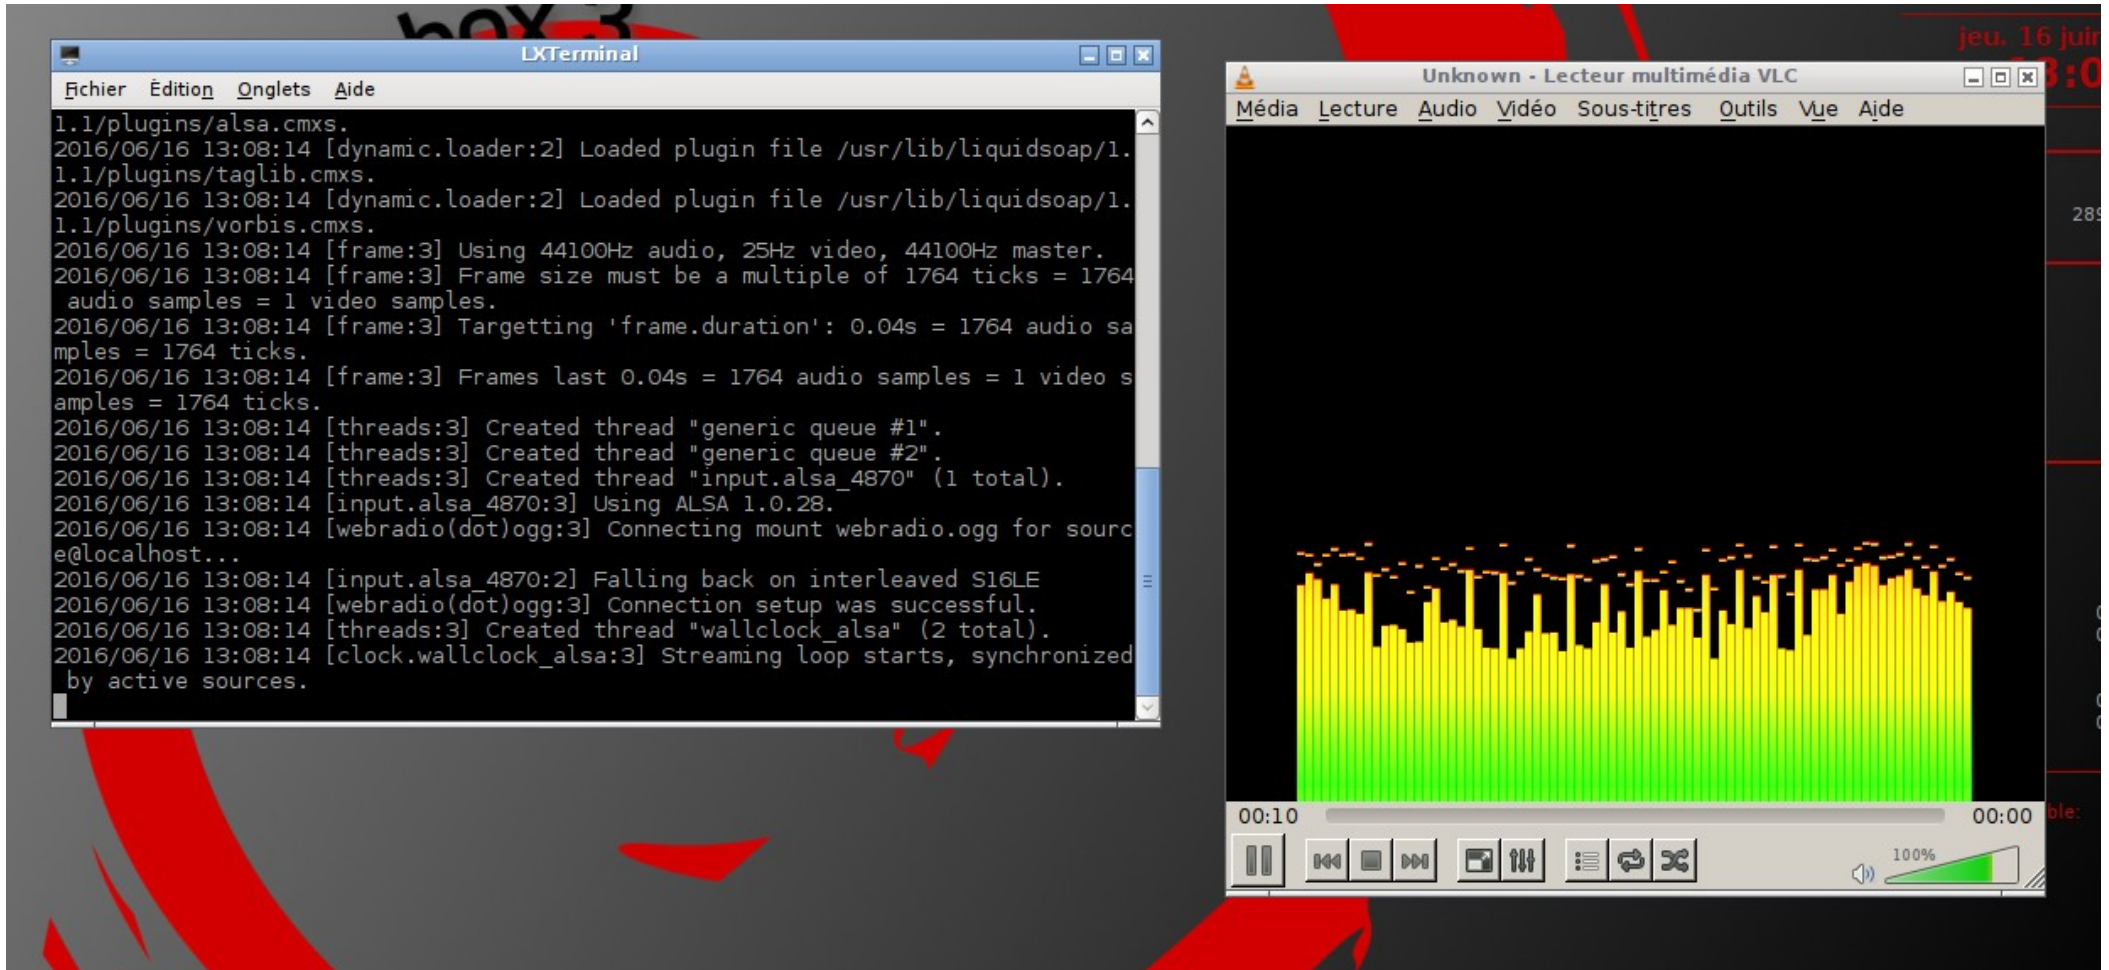 box 3
LXTerminal
Fichier Édition Onglets Aide
1.1/plugins/alsa.cmxs.
2016/06/16 13:08:14 [dynamic.loader:2] Loaded plugin file /usr/lib/liquidsoap/1.
1.1/plugins/taglib.cmxs.
2016/06/16 13:08:14 [dynamic.loader:2] Loaded plugin file /usr/lib/liquidsoap/1.
1.1/plugins/vorbis.cmxs.
2016/06/16 13:08:14 [frame:3] Using 44100Hz audio, 25Hz video, 44100Hz master.
2016/06/16 13:08:14 [frame:3] Frame size must be a multiple of 1764 ticks = 1764
audio samples = 1 video samples.
2016/06/16 13:08:14 [frame:3] Targetting 'frame.duration': 0.04s = 1764 audio sa
mples = 1764 ticks.
2016/06/16 13:08:14 [frame:3] Frames last 0.04s = 1764 audio samples = 1 video s
amples = 1764 ticks.
2016/06/16 13:08:14 [threads:3] Created thread "generic queue #1".
2016/06/16 13:08:14 [threads:3] Created thread "generic queue #2".
2016/06/16 13:08:14 [threads:3] Created thread "input.alsa_4870" (1 total).
2016/06/16 13:08:14 [input.alsa_4870:3] Using ALSA 1.0.28.
2016/06/16 13:08:14 [webradio(dot)ogg:3] Connecting mount webradio.ogg for sourc
e@localhost...
2016/06/16 13:08:14 [input.alsa_4870:2] Falling back on interleaved S16LE
2016/06/16 13:08:14 [webradio(dot)ogg:3] Connection setup was successful.
2016/06/16 13:08:14 [threads:3] Created thread "wallclock_alsa" (2 total).
2016/06/16 13:08:14 [clock.wallclock_alsa:3] Streaming loop starts, synchronized
by active sources.
jeu. 16 juin
Unknown - Lecteur multimédia VLC
Média Lecture Audio Vidéo Sous-titres Outils Vue Aide
289
00:10 00:00
100%
ble: